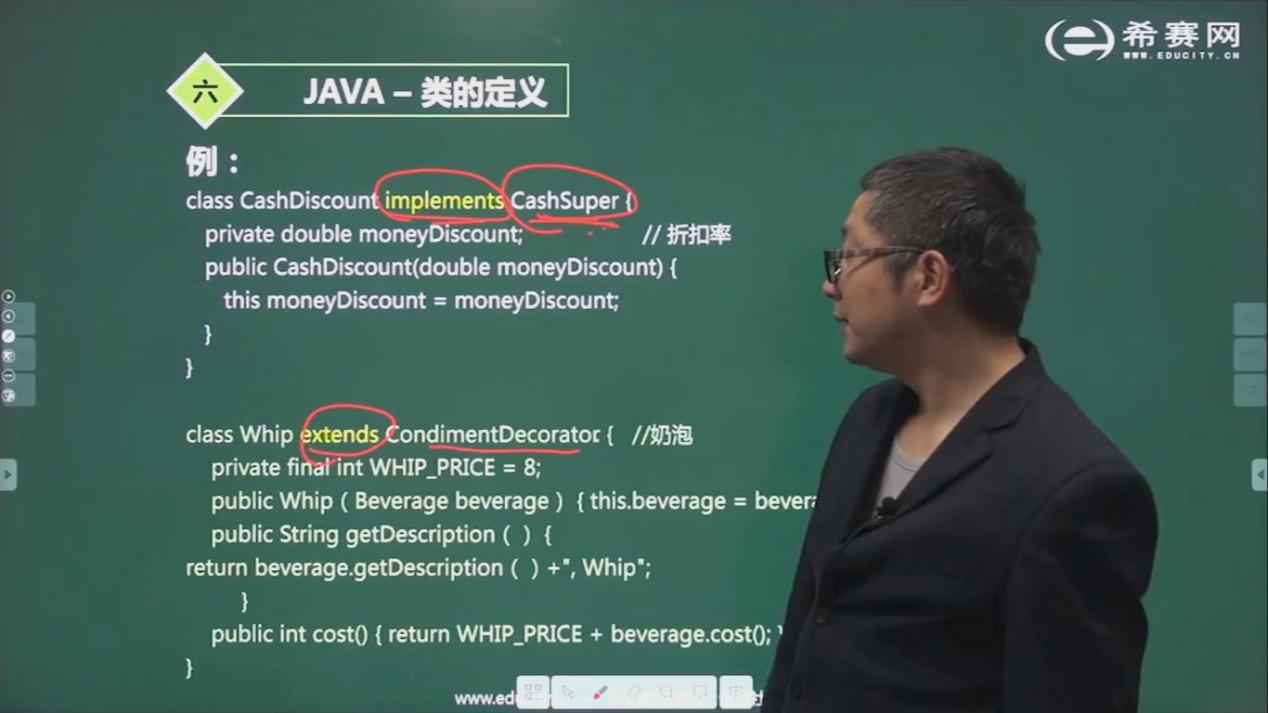 希赛网
WWW.EDUCITY.CN
六
JAVA – 类的定义
例：
class CashDiscount implements CashSuper {
private double moneyDiscount; // 折扣率
public CashDiscount(double moneyDiscount) {
this moneyDiscount = moneyDiscount;
}
}
class Whip extends CondimentDecorator { //奶泡
private final int WHIP_PRICE = 8;
public Whip ( Beverage beverage ) { this.beverage =
public String getDescription ( ) {
return beverage.getDescription ( ) +", Whip";
}
public int cost() { return WHIP_PRICE + beverage.cost(); }
}